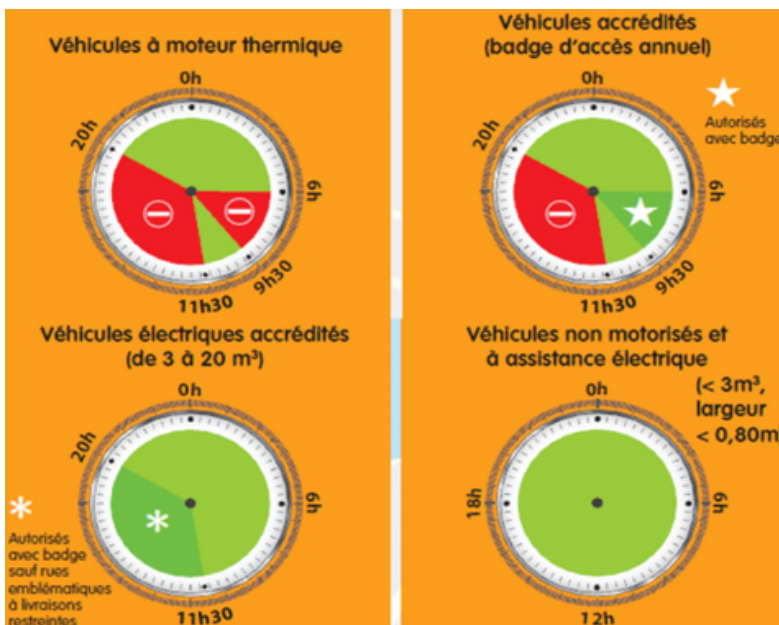 Véhicules à moteur thermique
0h
20h
6h
9h30
11h30
Véhicules accrédités
(badge d'accès annuel)
0h
20h
6h
9h30
11h30
Autorisés
avec badge
Véhicules électriques accrédités
(de 3 à 20 m³)
0h
20h
6h
11h30
Autorisés
avec badge
sauf rues
emblématiques
à livraisons
restreintes
Véhicules non motorisés et
à assistance électrique
(< 3m³,
largeur
< 0,80m
0h
18h
6h
12h